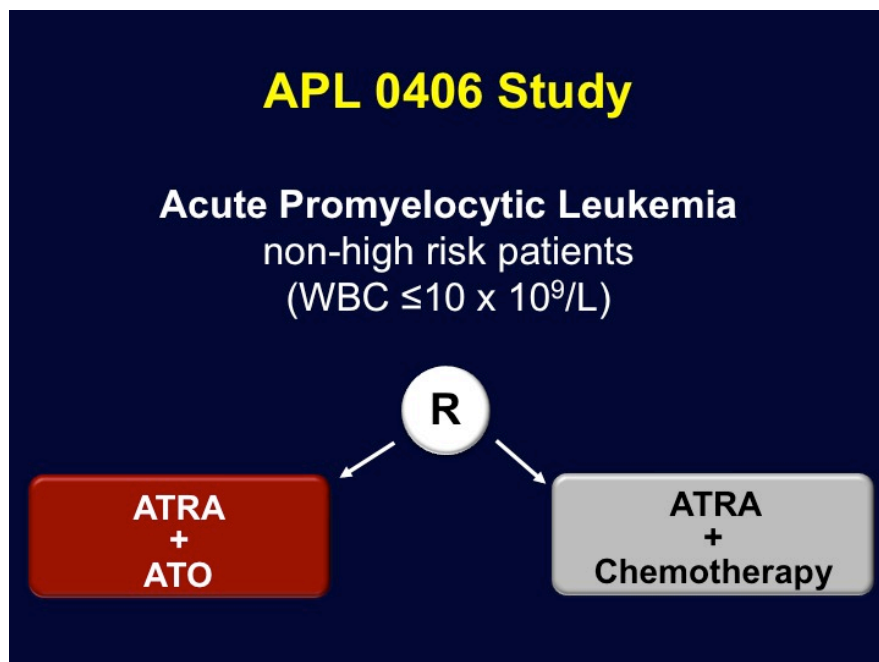 APL 0406 Study
Acute Promyelocytic Leukemia
non-high risk patients
(WBC ≤10 x 10⁹/L)
R
ATRA
+
ATO
ATRA
+
Chemotherapy